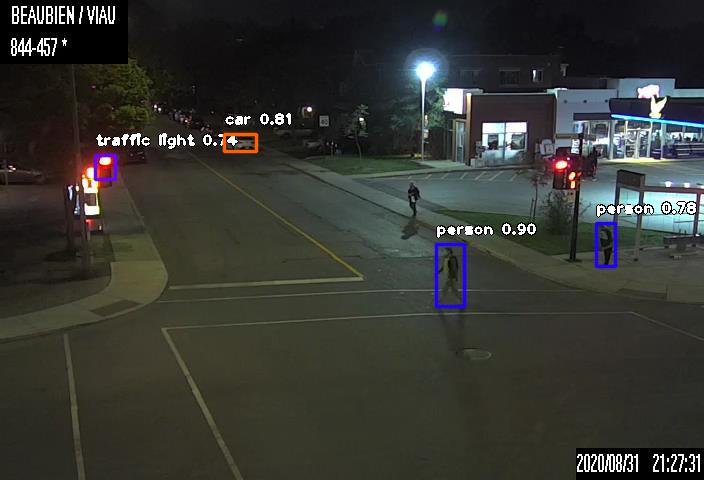 BEAUBIEN / VIAU
844-457 *
car 0.81
traffic light 0.74
person 0.78
person 0.90
2020/08/31 21:27:31